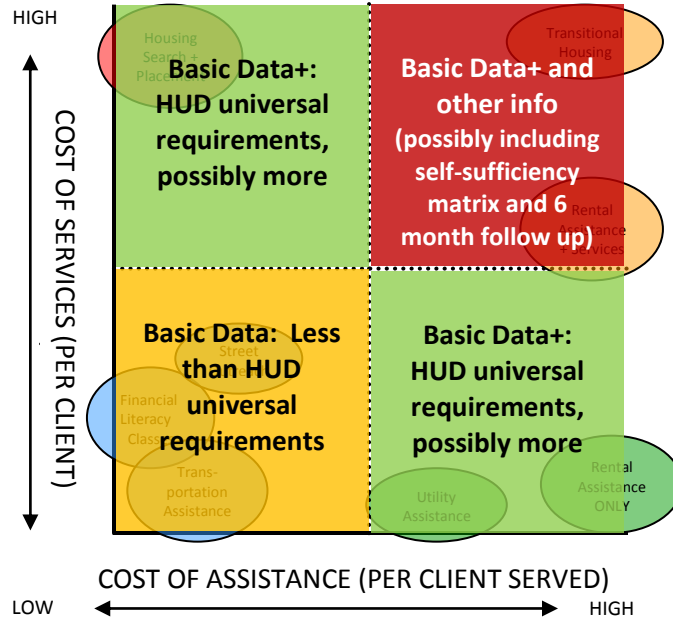 HIGH
COST OF SERVICES (PER CLIENT)
Housing
Search +
Placement
Basic Data+:
HUD universal
requirements,
possibly more
Transitional
Housing
Basic Data+ and
other info
(possibly including
self-sufficiency
matrix and 6
month follow up)
Rental
Assistance
+ Services
Basic Data: Less
than HUD
universal
requirements
Street
Financial
Literacy
Trans-
portation
Assistance
Basic Data+:
HUD universal
requirements,
possibly more
Utility
Assistance
Rental
Assistance
ONLY
COST OF ASSISTANCE (PER CLIENT SERVED)
LOW
HIGH